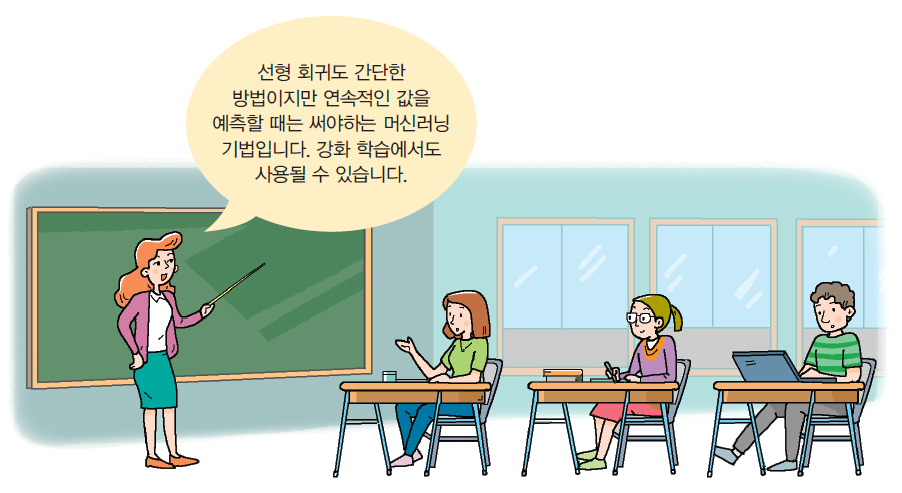 선형 회귀도 간단한
방법이지만 연속적인 값을
예측할 때는 써야하는 머신러닝
기법입니다. 강화 학습에서도
사용될 수 있습니다.